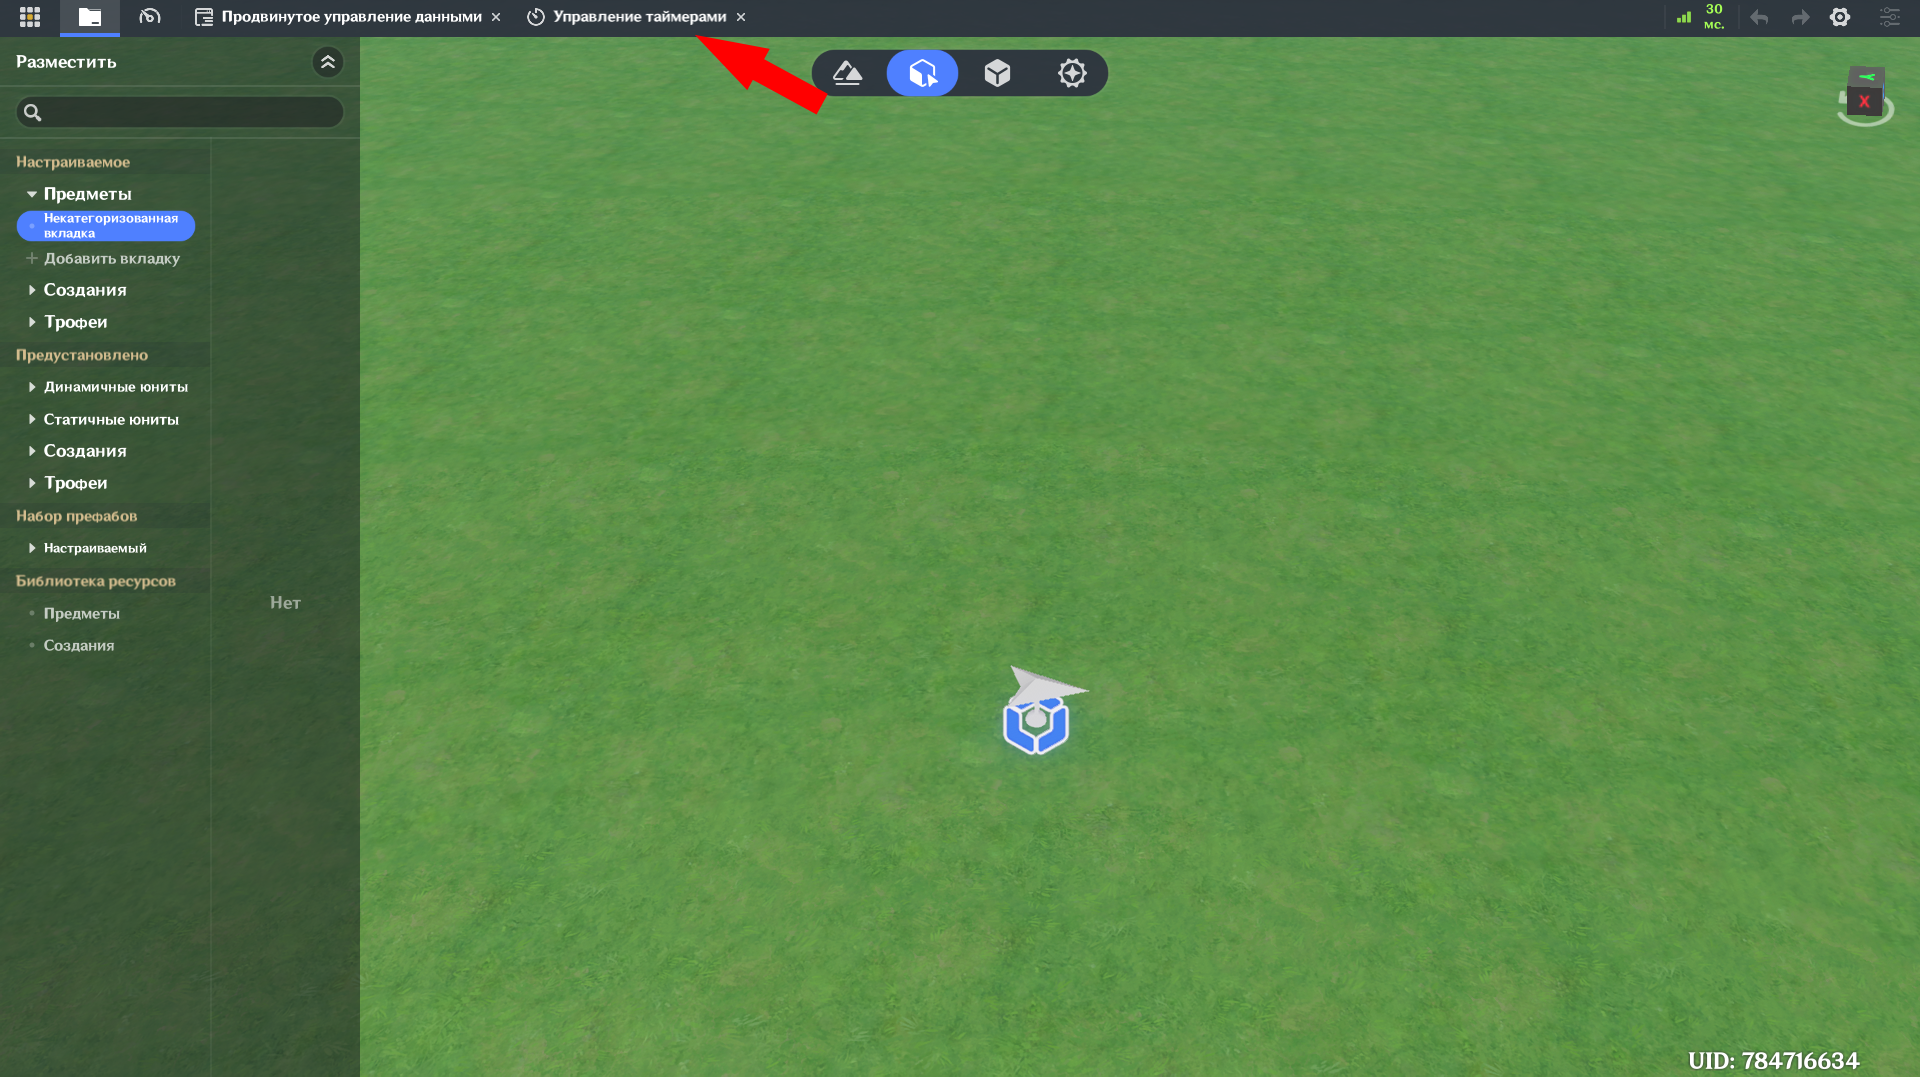 Продвинутое управление данными
Управление таймерами
30
мс.
Разместить
Настраиваемое
Предметы
Некатегоризованная
вкладка
Добавить вкладку
Создания
Трофеи
Предустановлено
Динамичные юниты
Статичные юниты
Создания
Трофеи
Набор префабов
Настраиваемый
Библиотека ресурсов
Предметы
Создания
Нет
Y
X
UID: 784716634